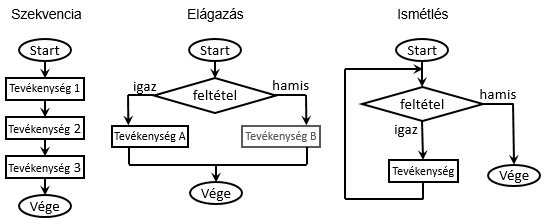 Szekvencia
Start
Tevékenység 1
Tevékenység 2
Tevékenység 3
Vége
Elágazás
Start
igaz
feltétel
hamis
Tevékenység A
Tevékenység B
Vége
Ismétlés
Start
feltétel
hamis
igaz
Tevékenység
Vége